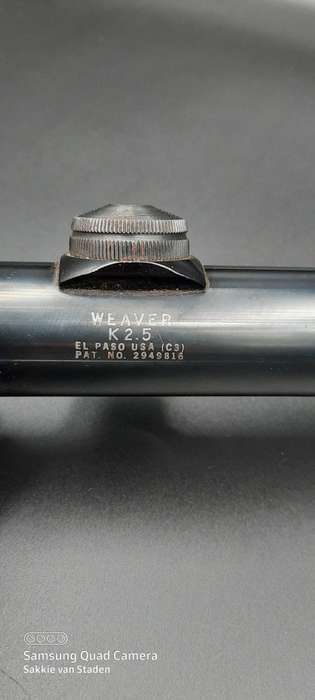 WEAVER
K2.5
EL PASO USA (C3)
PAT. NO. 2949816
Samsung Quad Camera
Sakkie van Staden